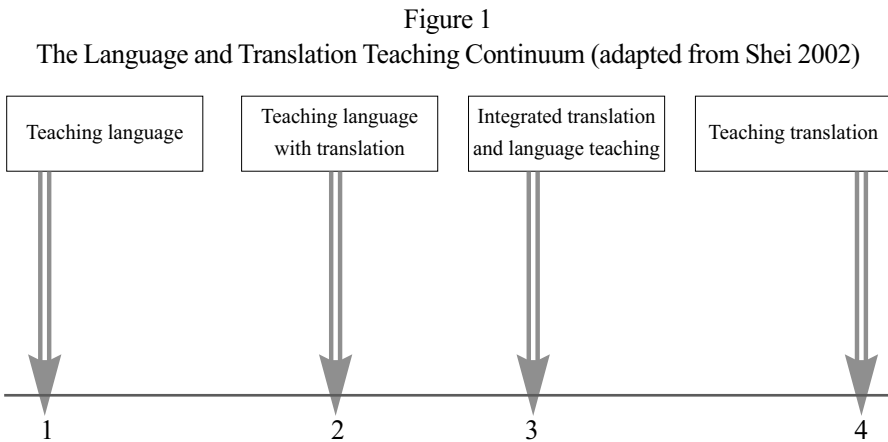 Figure 1
The Language and Translation Teaching Continuum (adapted from Shei 2002)
Teaching language
Teaching language
with translation
Integrated translation
and language teaching
Teaching translation
1
2
3
4